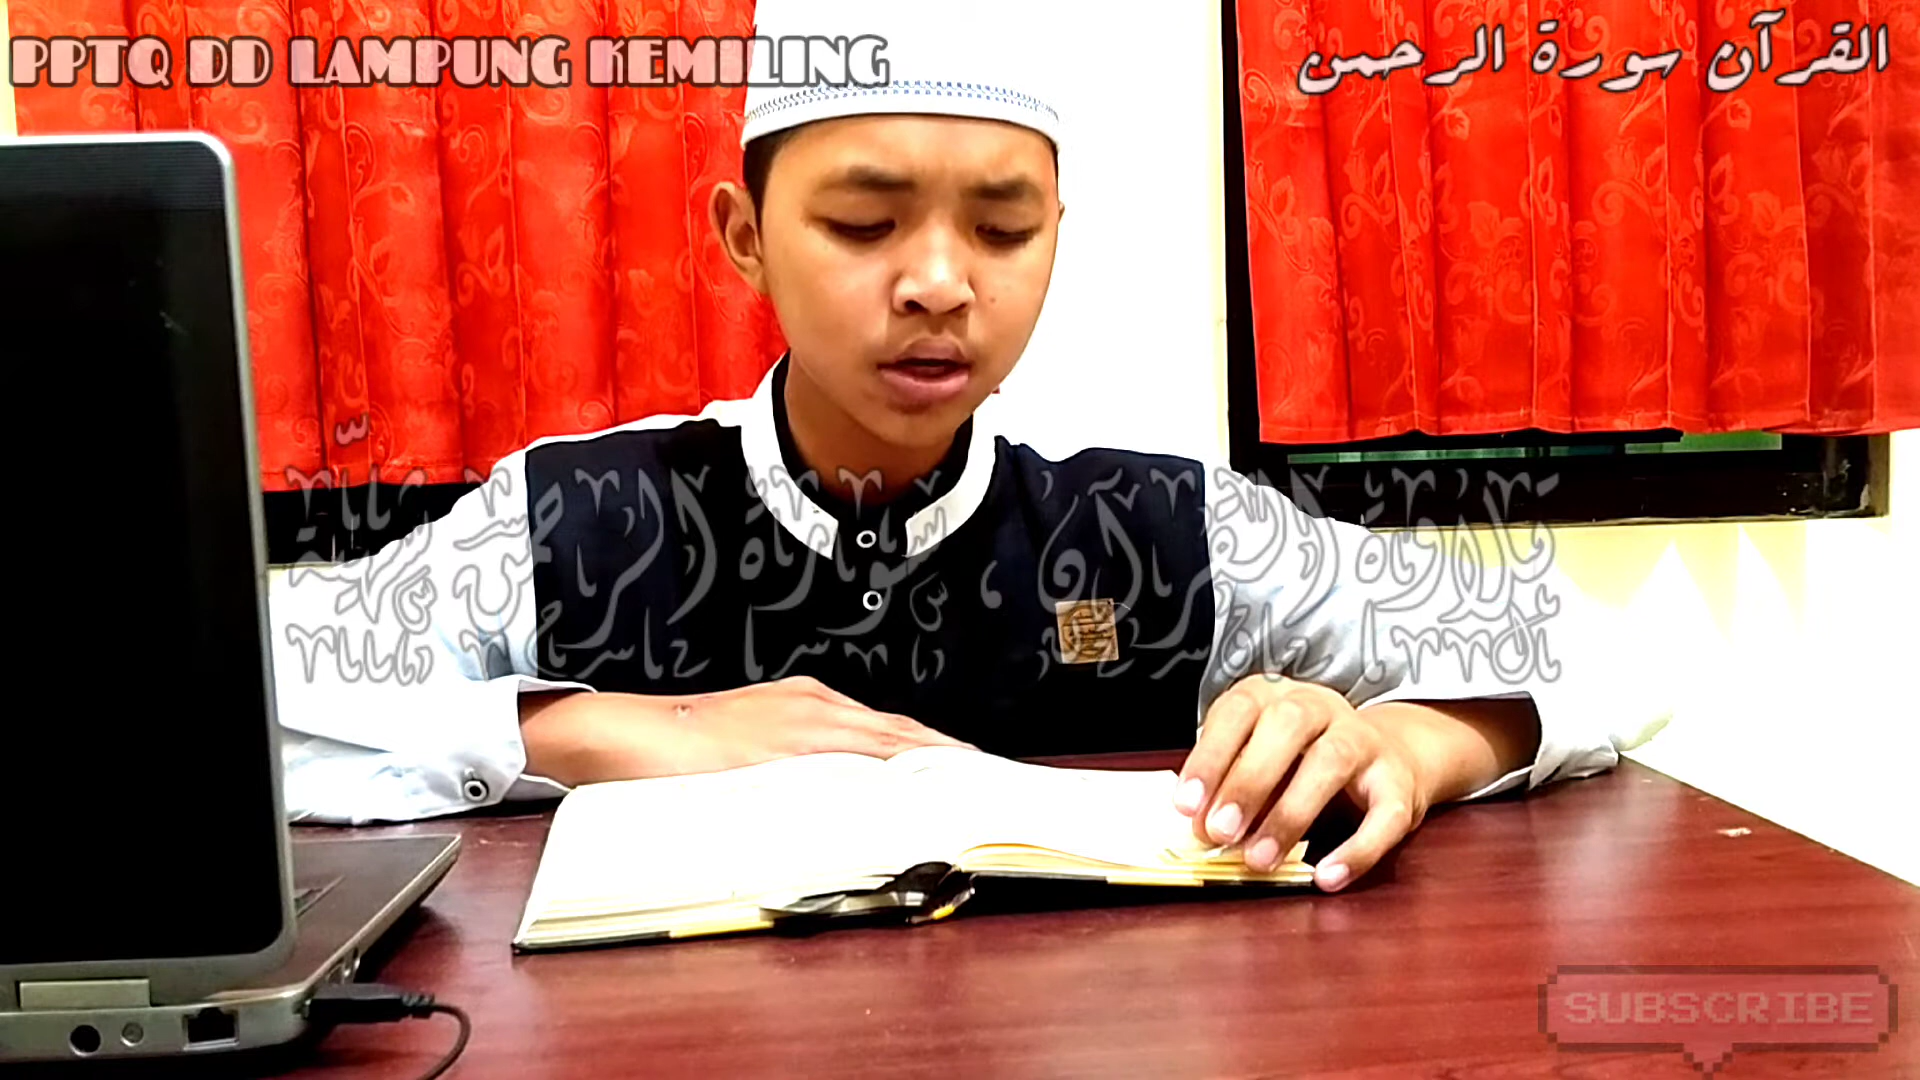 PPTQ DD LAMPUNG KEMILING
القرآن سورة الرحمن
تلاوة القرآن ، سورة الرحمن
SUBSCRIBE